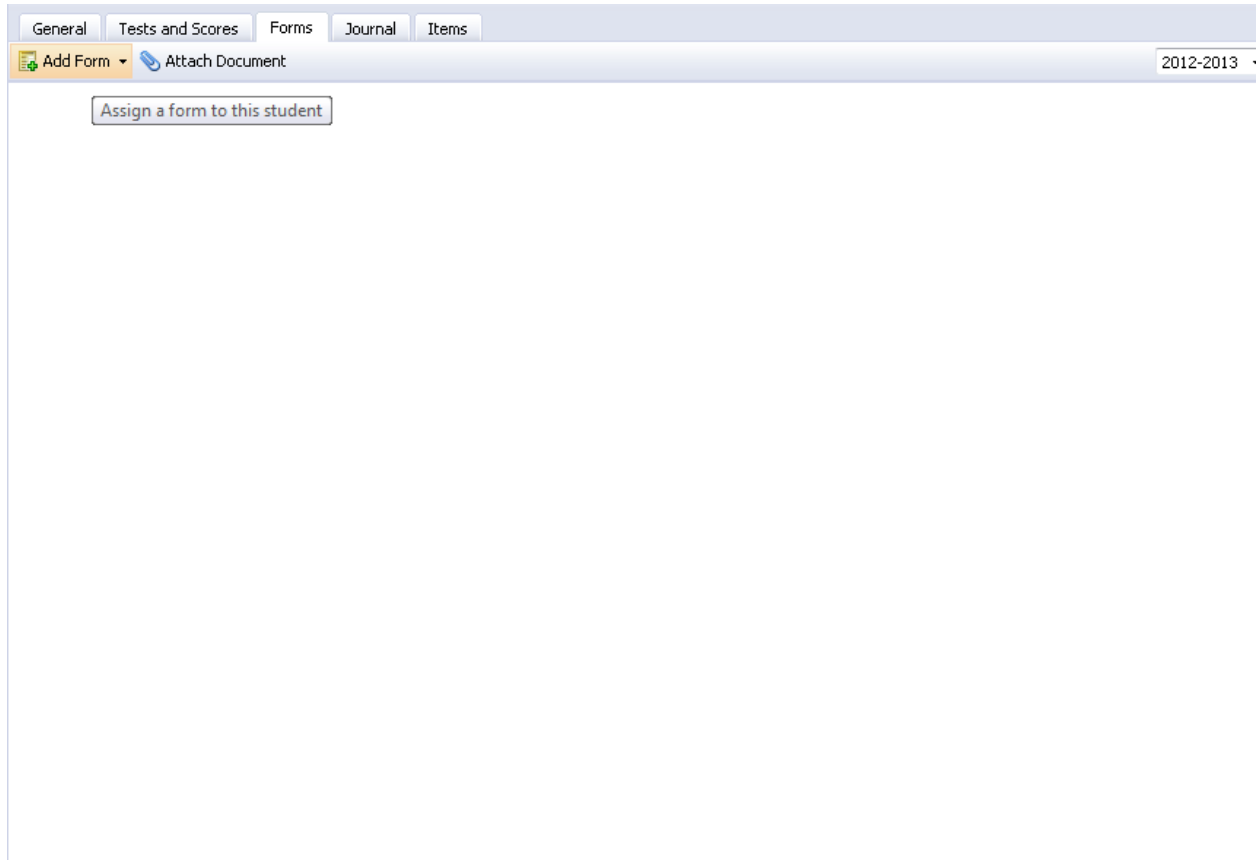 General Tests and Scores Forms Journal Items
Add Form Attach Document 2012-2013
Assign a form to this student